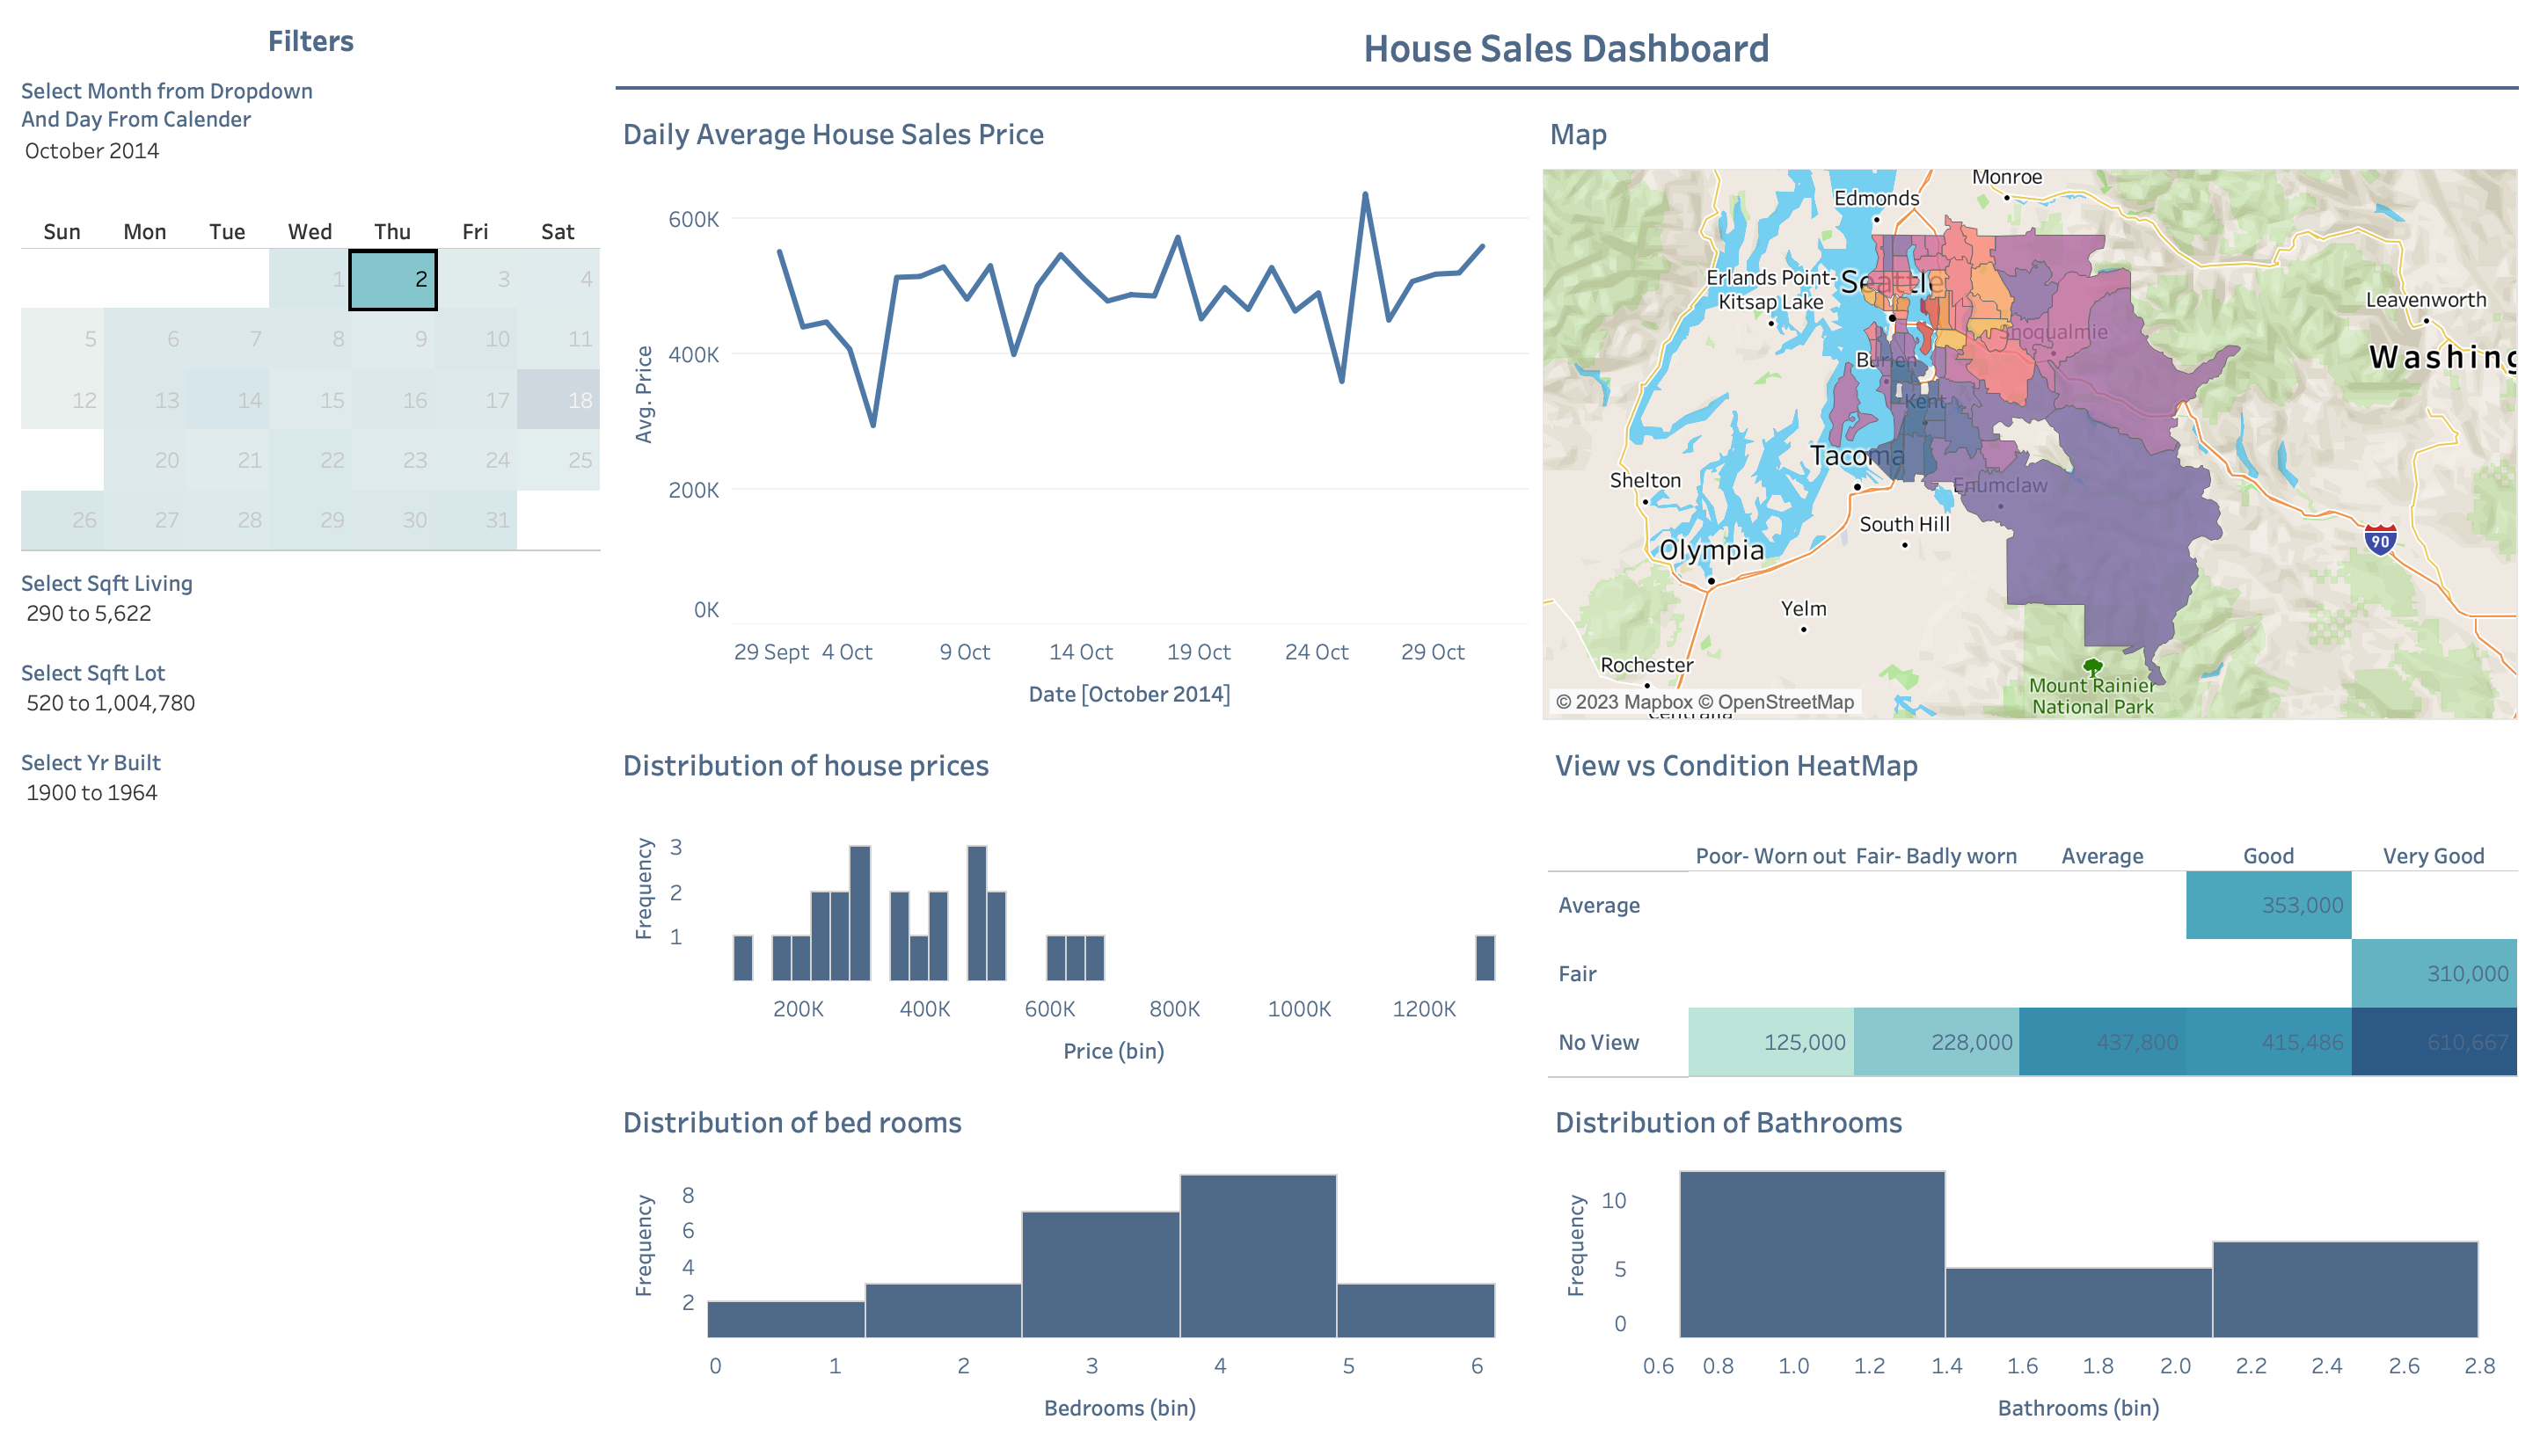 Filters
Select Month from Dropdown
And Day From Calender
October 2014
Sun Mon Tue Wed Thu Fri Sat
1 2 3 4
5 6 7 8 9 10 11
12 13 14 15 16 17 18
20 21 22 23 24 25
26 27 28 29 30 31
Select Sqft Living
290 to 5,622
Select Sqft Lot
520 to 1,004,780
Select Yr Built
1900 to 1964
House Sales Dashboard
Daily Average House Sales Price
Avg. Price
600K
400K
200K
0K
29 Sept 4 Oct 9 Oct 14 Oct 19 Oct 24 Oct 29 Oct
Date [October 2014]
Map
Monroe
Edmonds
Erlands Point-
Kitsap Lake
Seattle
Leavenworth
Snoqualmie
Washing
Burien
Kent
Tacoma
Shelton
Enumclaw
South Hill
90
Olympia
Yelm
Rochester
Mount Rainier
National Park
© 2023 Mapbox © OpenStreetMap
Centralia
Distribution of house prices
Frequency
3
2
1
200K 400K 600K 800K 1000K 1200K
Price (bin)
View vs Condition HeatMap
Poor- Worn out Fair- Badly worn Average Good Very Good
Average 353,000
Fair 310,000
No View 125,000 228,000 437,800 415,486 610,667
Distribution of bed rooms
Frequency
8
6
4
2
0 1 2 3 4 5 6
Bedrooms (bin)
Distribution of Bathrooms
Frequency
10
5
0
0.6 0.8 1.0 1.2 1.4 1.6 1.8 2.0 2.2 2.4 2.6 2.8
Bathrooms (bin)